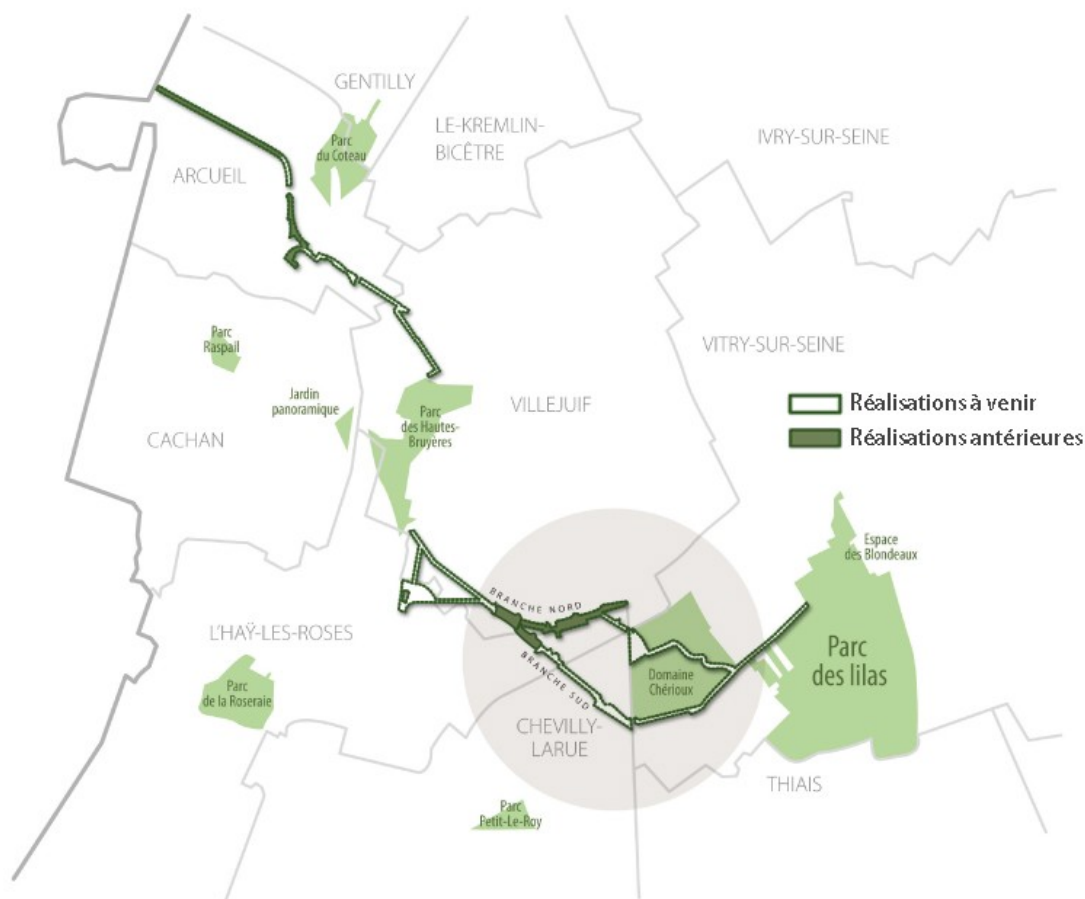 GENTILLY
Parc
du Coteau
LE-KREMLIN-
BICÊTRE
IVRY-SUR-SEINE
ARCUEIL
Parc
Raspail
VITRY-SUR-SEINE
Jardin
panoramique
Parc
des Hautes-
Bruyères
VILLEJUIF
Réalisations à venir
Réalisations antérieures
CACHAN
Espace
des Blondeaux
BRANCHE NORD
L'HAŸ-LES-ROSES
Parc
des lilas
BRANCHE SUD
Domaine
Chérioux
Parc
de la Roseraie
CHEVILLY-
LARUE
THIAIS
Parc
Petit-Le-Roy